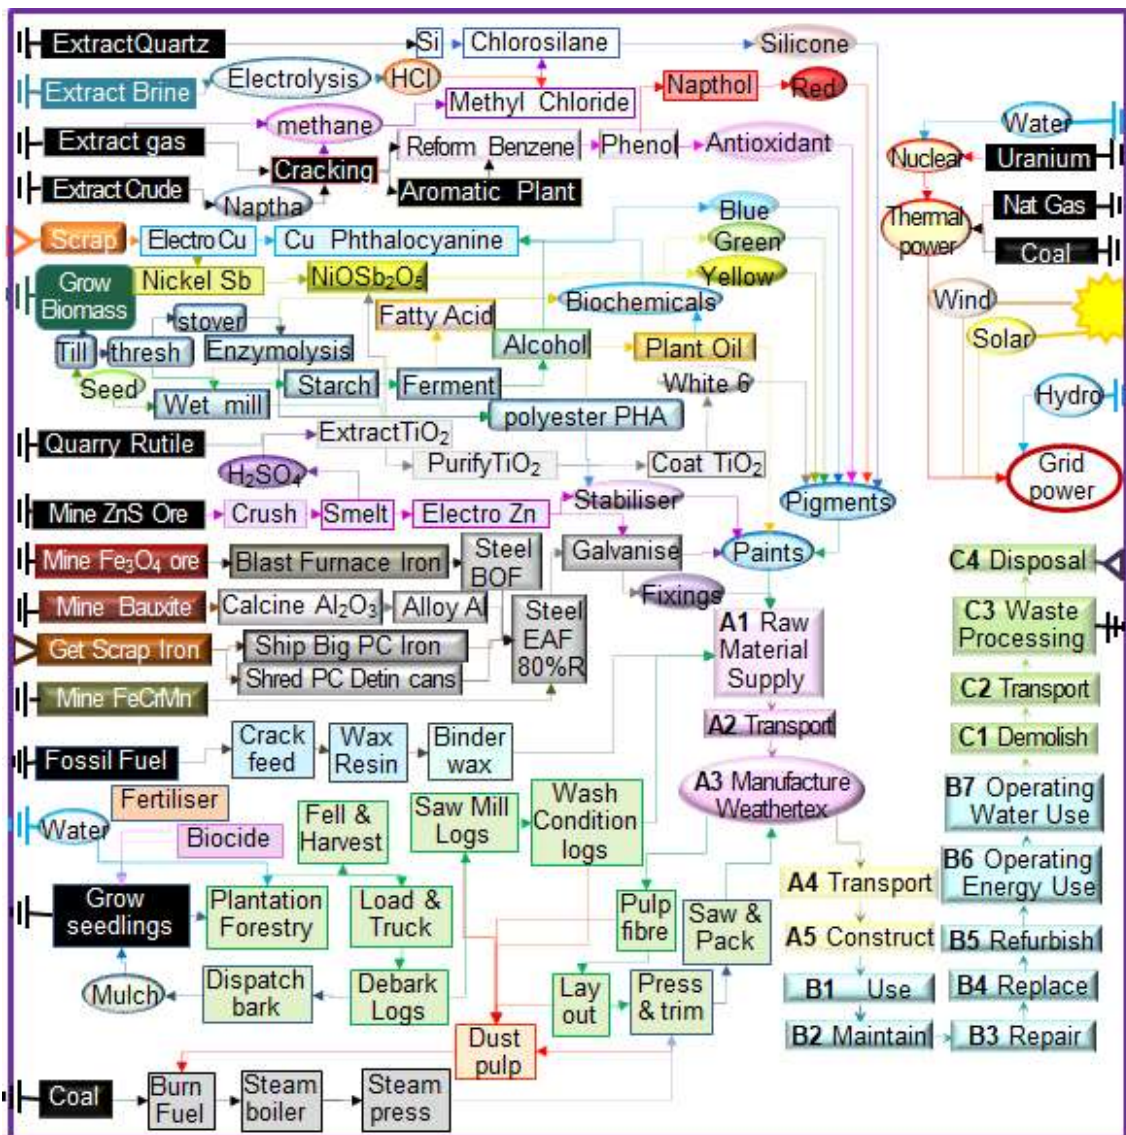 ExtractQuartz
Si
Chlorosilane
Silicone
Extract Brine
Electrolysis
HCl
Methyl Chloride
Napthol
Red
Extract gas
methane
Cracking
Reform Benzene
Phenol
Antioxidant
Extract Crude
Naptha
Aromatic Plant
Water
Nuclear
Uranium
Thermal
power
Nat Gas
Coal
Scrap
Electro Cu
Cu Phthalocyanine
Blue
Green
Yellow
Grow
Biomass
Nickel Sb
NiOSb₂O₅
Biochemicals
Wind
Solar
stover
Fatty Acid
Till
thresh
Enzymolysis
Alcohol
Plant Oil
Seed
Starch
Ferment
White 6
Hydro
Wet mill
polyester PHA
Quarry Rutile
ExtractTiO₂
H₂SO₄
PurifyTiO₂
Coat TiO₂
Grid
power
Stabiliser
Pigments
Mine ZnS Ore
Crush
Smelt
Electro Zn
Mine Fe₃O₄ ore
Blast Furnace Iron
Steel
BOF
Galvanise
Paints
Fixings
Mine Bauxite
Calcine Al₂O₃
Alloy Al
Steel
EAF
80%R
Get Scrap Iron
Ship Big PC Iron
Shred PC Detin cans
Mine FeCrMn
A1 Raw
Material
Supply
A2 Transport
A3 Manufacture
Weathertex
C4 Disposal
C3 Waste
Processing
C2 Transport
C1 Demolish
B7 Operating
Water Use
B6 Operating
Energy Use
B5 Refurbish
B4 Replace
B3 Repair
A4 Transport
A5 Construct
B1 Use
B2 Maintain
Fossil Fuel
Crack
feed
Wax
Resin
Binder
wax
Fertiliser
Water
Biocide
Fell &
Harvest
Saw Mill
Logs
Wash
Condition
logs
Grow
seedlings
Plantation
Forestry
Load &
Truck
Pulp
fibre
Saw &
Pack
Mulch
Dispatch
bark
Debark
Logs
Lay
out
Press
& trim
Dust
pulp
Coal
Burn
Fuel
Steam
boiler
Steam
press